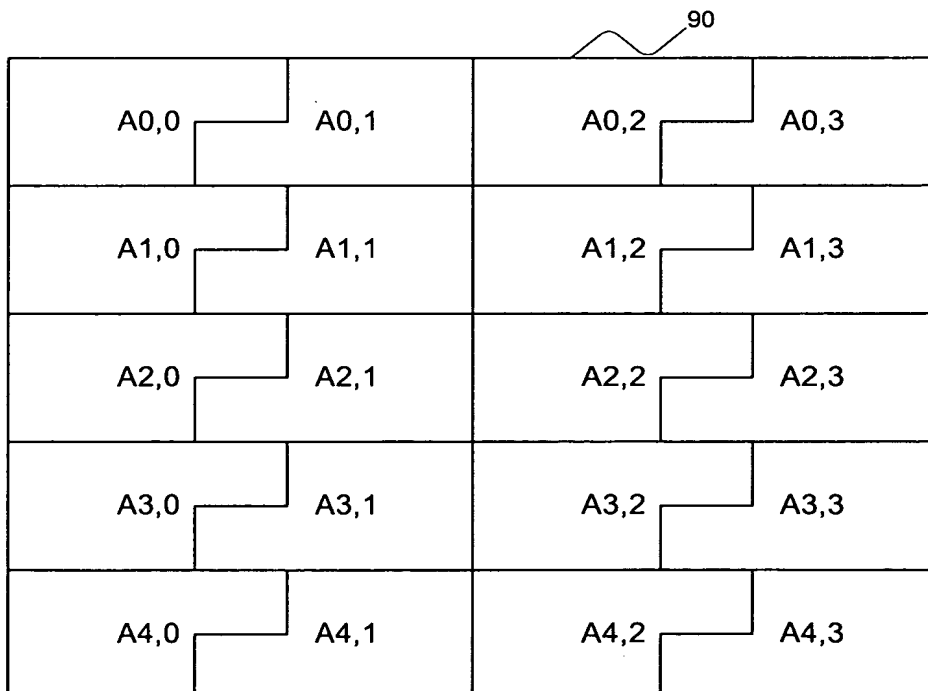 90
A0,0 A0,1 A0,2 A0,3
A1,0 A1,1 A1,2 A1,3
A2,0 A2,1 A2,2 A2,3
A3,0 A3,1 A3,2 A3,3
A4,0 A4,1 A4,2 A4,3